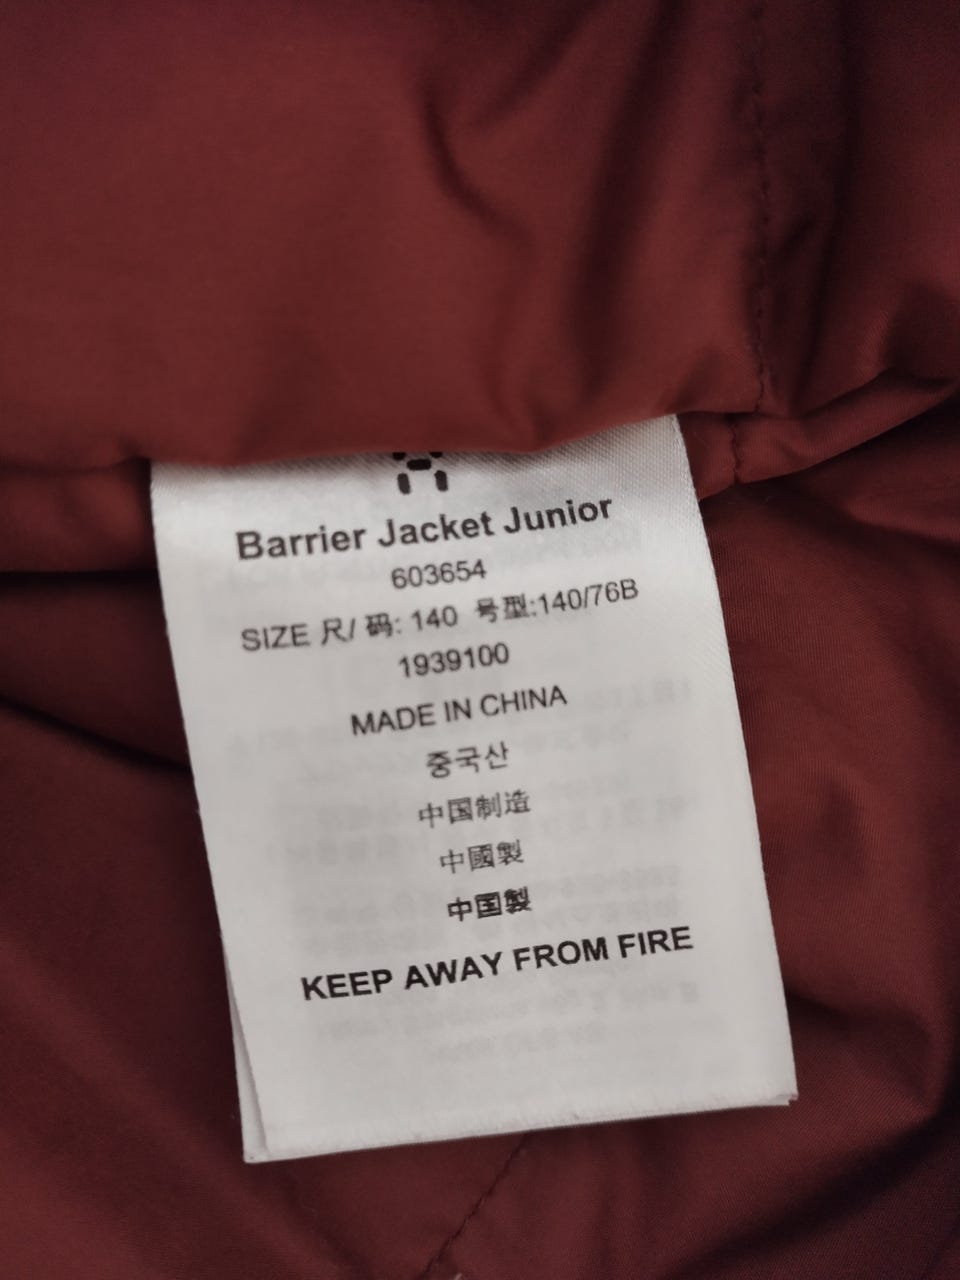 Barrier Jacket Junior
603654
SIZE 尺/ 码: 140 号型:140/76B
1939100
MADE IN CHINA
중국산
中国制造
中國製
中国製
KEEP AWAY FROM FIRE